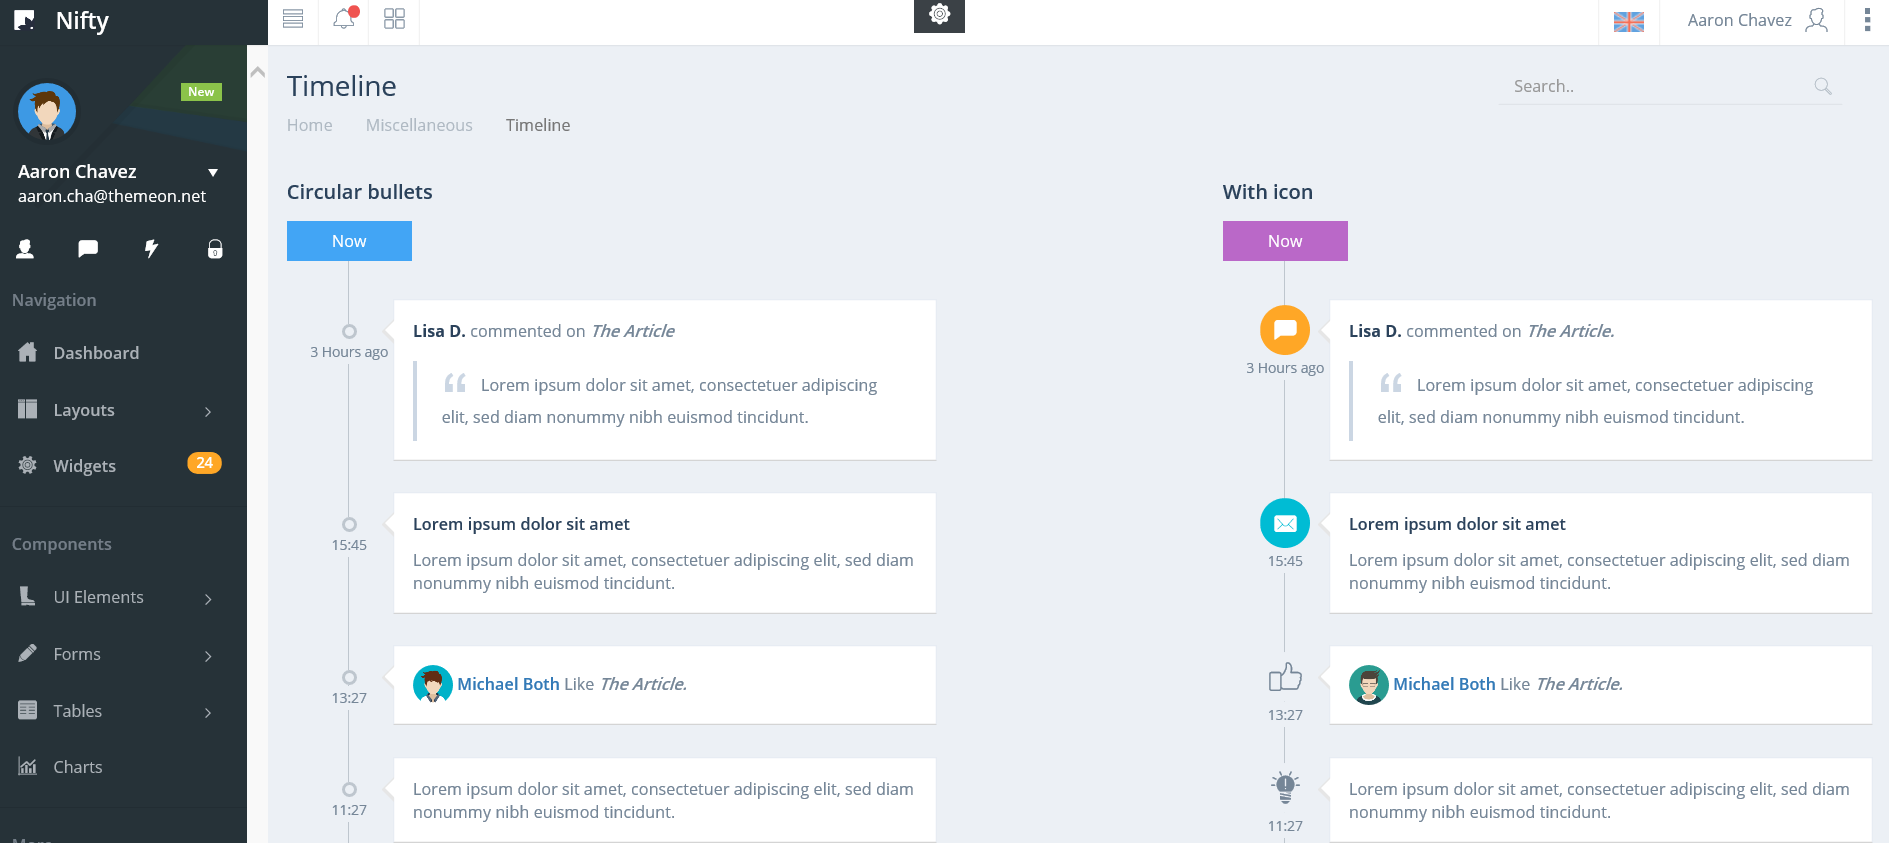 Nifty
Aaron Chavez
New
Aaron Chavez
aaron.cha@themeon.net
Navigation
Dashboard
Layouts
Widgets 24
Components
UI Elements
Forms
Tables
Charts
Timeline
Search..
Home Miscellaneous Timeline
Circular bullets
Now
3 Hours ago
Lisa D. commented on The Article
“ Lorem ipsum dolor sit amet, consectetuer adipiscing
elit, sed diam nonummy nibh euismod tincidunt.
15:45
Lorem ipsum dolor sit amet
Lorem ipsum dolor sit amet, consectetuer adipiscing elit, sed diam
nonummy nibh euismod tincidunt.
13:27
Michael Both Like The Article.
11:27
Lorem ipsum dolor sit amet, consectetuer adipiscing elit, sed diam
nonummy nibh euismod tincidunt.
With icon
Now
3 Hours ago
Lisa D. commented on The Article.
“ Lorem ipsum dolor sit amet, consectetuer adipiscing
elit, sed diam nonummy nibh euismod tincidunt.
15:45
Lorem ipsum dolor sit amet
Lorem ipsum dolor sit amet, consectetuer adipiscing elit, sed diam
nonummy nibh euismod tincidunt.
13:27
Michael Both Like The Article.
11:27
Lorem ipsum dolor sit amet, consectetuer adipiscing elit, sed diam
nonummy nibh euismod tincidunt.